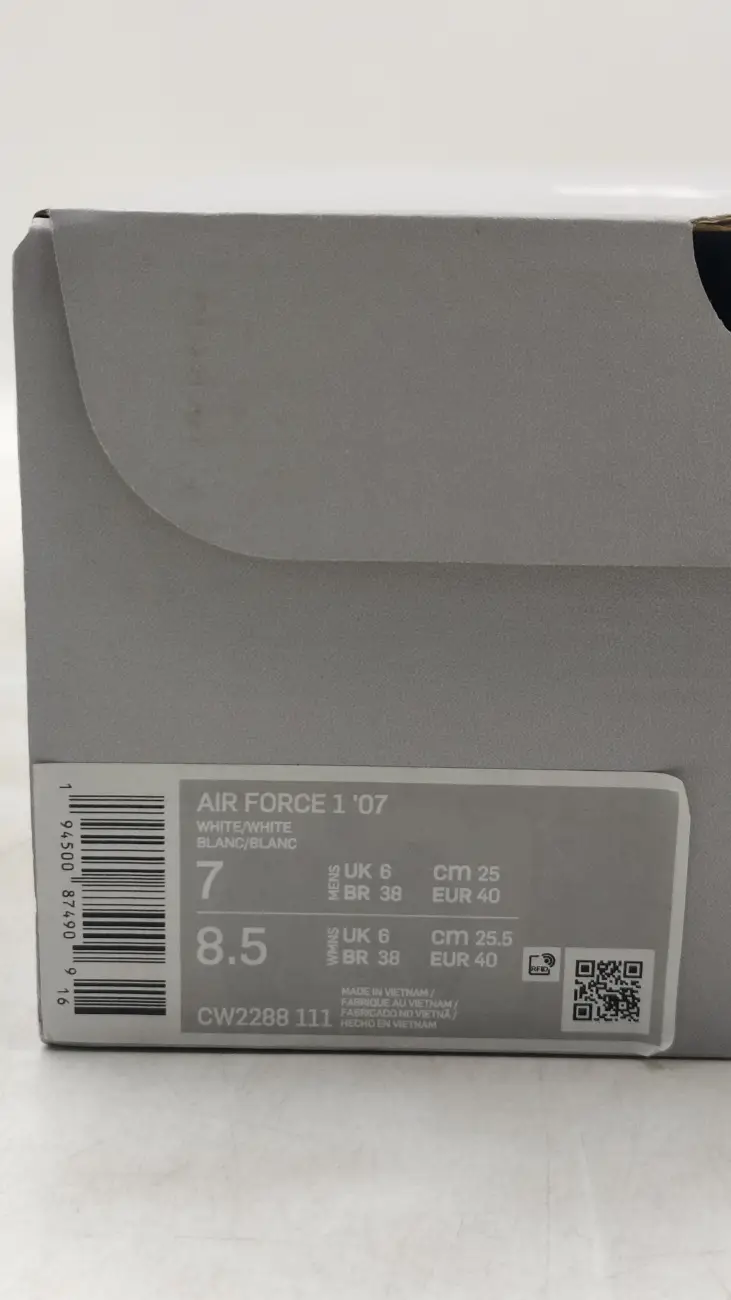 AIR FORCE 1 '07
WHITE/WHITE
BLANC/BLANC
7
MENS
UK 6 cm 25
BR 38 EUR 40
8.5
WMNS
UK 6 cm 25.5
BR 38 EUR 40
RFID
CW2288 111
MADE IN VIETNAM /
FABRIQUE AU VIETNAM /
FABRICADO NO VIETNÃ /
HECHO EN VIETNAM
1 94500 87490 9 16